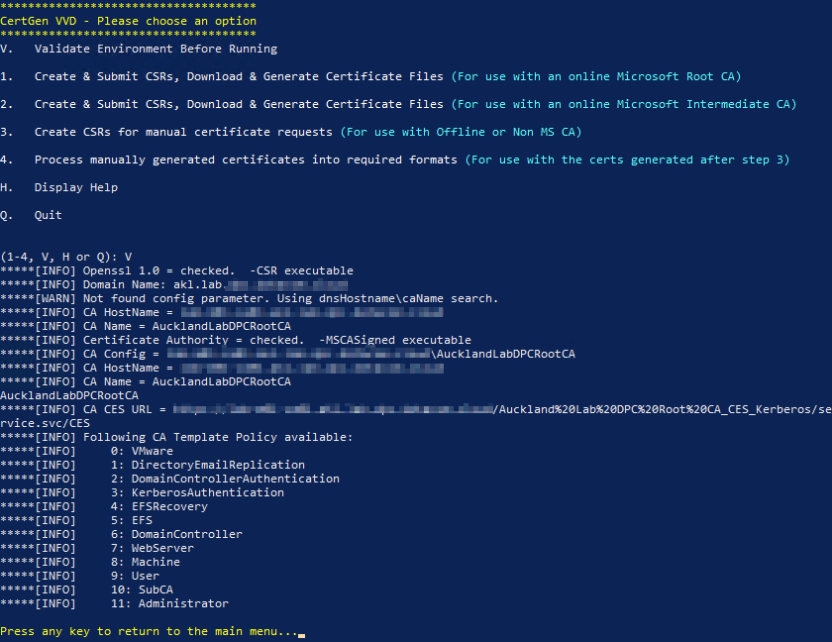 *************************************
CertGen VVD - Please choose an option
*************************************
V. Validate Environment Before Running
1. Create & Submit CSRs, Download & Generate Certificate Files (For use with an online Microsoft Root CA)
2. Create & Submit CSRs, Download & Generate Certificate Files (For use with an online Microsoft Intermediate CA)
3. Create CSRs for manual certificate requests (For use with Offline or Non MS CA)
4. Process manually generated certificates into required formats (For use with the certs generated after step 3)
H. Display Help
Q. Quit
(1-4, V, H or Q): V
*****[INFO] Openssl 1.0 = checked. -CSR executable
*****[INFO] Domain Name: akl.lab.
*****[WARN] Not found config parameter. Using dnsHostname\caName search.
*****[INFO] CA HostName =
*****[INFO] CA Name = AucklandLabDPCRootCA
*****[INFO] Certificate Authority = checked. -MSCASigned executable
*****[INFO] CA Config = \AucklandLabDPCRootCA
*****[INFO] CA HostName =
*****[INFO] CA Name = AucklandLabDPCRootCA
AucklandLabDPCRootCA
*****[INFO] CA CES URL = /Auckland%20Lab%20DPC%20Root%20CA_CES_Kerberos/se
rvice.svc/CES
*****[INFO] Following CA Template Policy available:
*****[INFO] 0: VMware
*****[INFO] 1: DirectoryEmailReplication
*****[INFO] 2: DomainControllerAuthentication
*****[INFO] 3: KerberosAuthentication
*****[INFO] 4: EFSRecovery
*****[INFO] 5: EFS
*****[INFO] 6: DomainController
*****[INFO] 7: WebServer
*****[INFO] 8: Machine
*****[INFO] 9: User
*****[INFO] 10: SubCA
*****[INFO] 11: Administrator
Press any key to return to the main menu..._